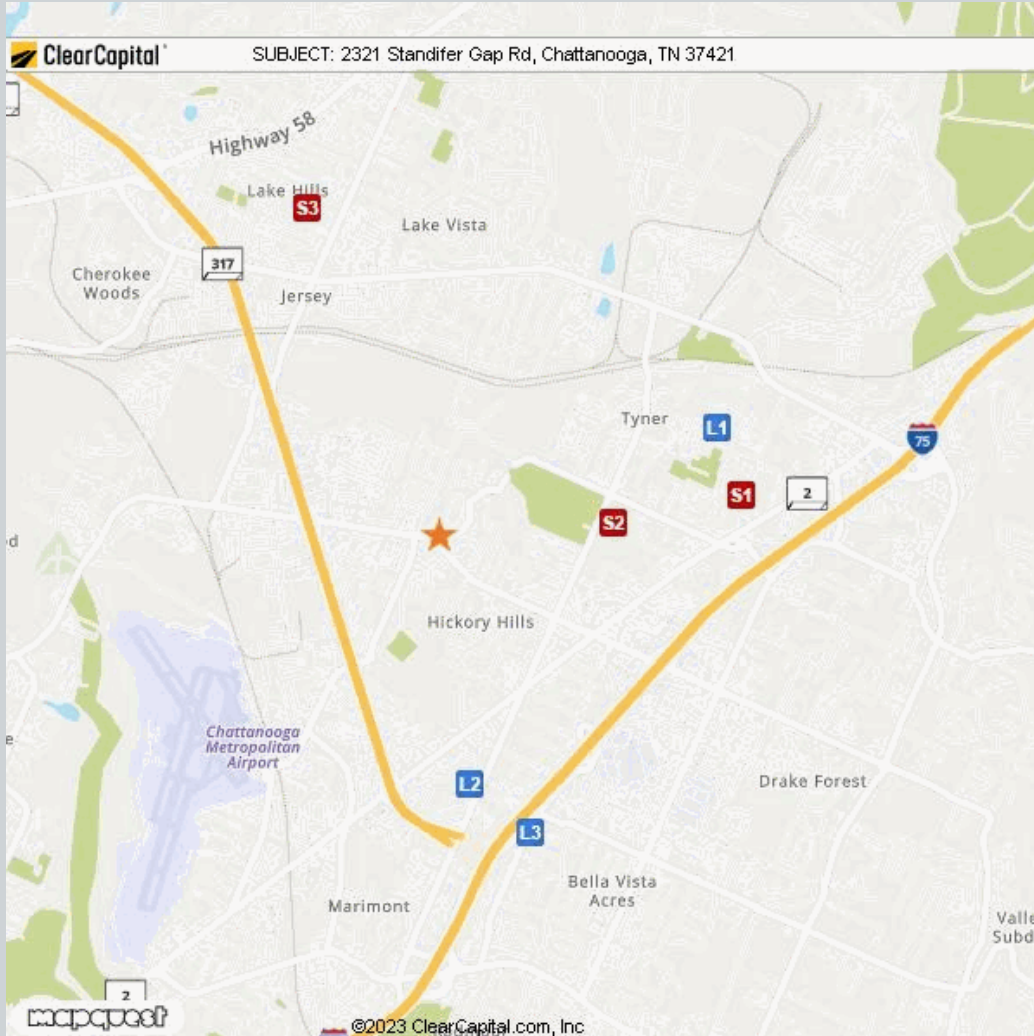 ClearCapital
SUBJECT: 2321 Standifer Gap Rd, Chattanooga, TN 37421
Highway 58
Lake Hills
S3
Lake Vista
317
Cherokee
Woods
Jersey
Tyner
L1
75
S1
2
S2
d
Hickory Hills
Chattanooga
Metropolitan
Airport
e
L2
Drake Forest
L3
Bella Vista
Acres
Marimont
Valle
Subd
2
mapquest
©2023 ClearCapital.com, Inc